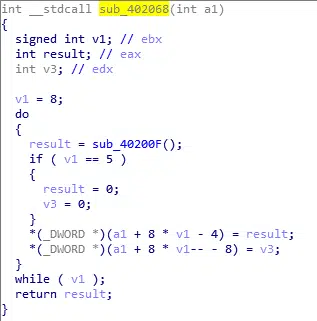 int __stdcall sub_402068(int a1)
{
  signed int v1; // ebx
  int result; // eax
  int v3; // edx

  v1 = 8;
  do
  {
    result = sub_40200F();
    if ( v1 == 5 )
    {
      result = 0;
      v3 = 0;
    }
    *(_DWORD *)(a1 + 8 * v1 - 4) = result;
    *(_DWORD *)(a1 + 8 * v1-- - 8) = v3;
  }
  while ( v1 );
  return result;
}